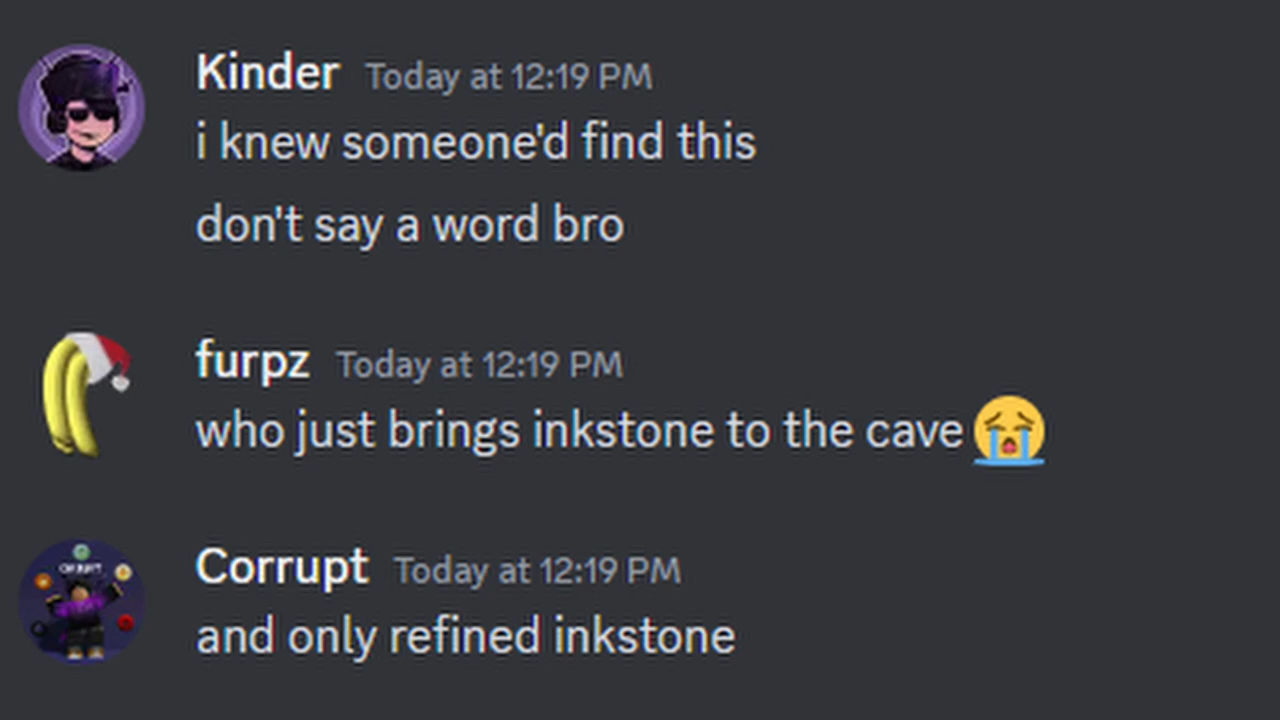 Kinder Today at 12:19 PM
i knew someone'd find this
don't say a word bro
furpz Today at 12:19 PM
who just brings inkstone to the cave 😭
Corrupt Today at 12:19 PM
and only refined inkstone